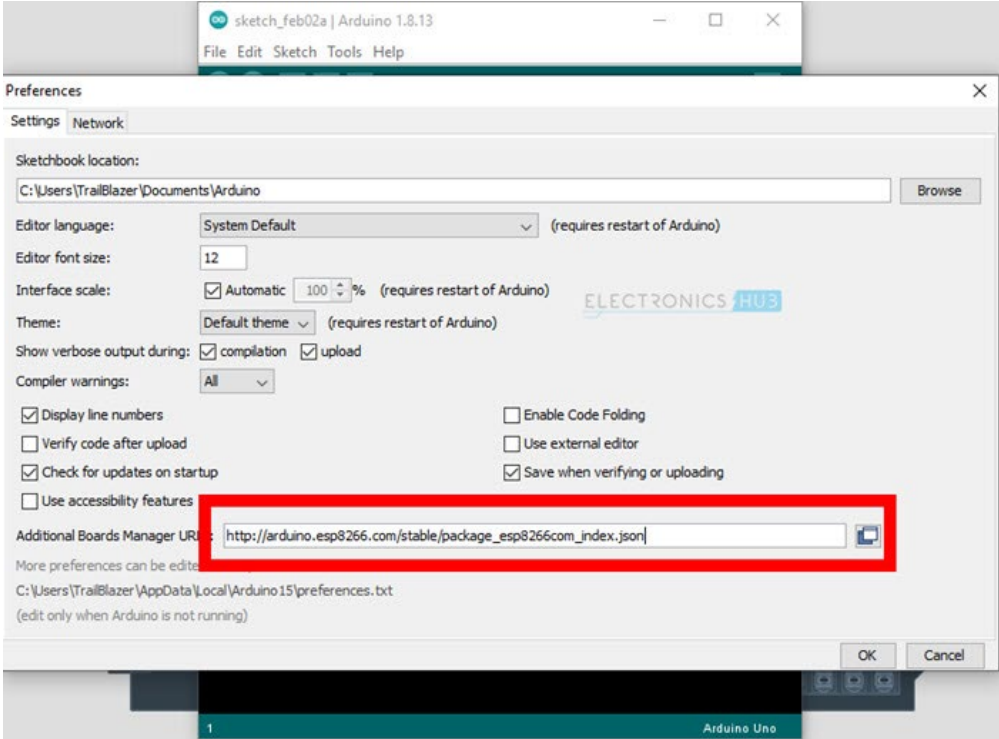 sketch_feb02a | Arduino 1.8.13
File Edit Sketch Tools Help
Preferences
Settings Network
Sketchbook location:
C:\Users\TrailBlazer\Documents\Arduino Browse
Editor language: System Default (requires restart of Arduino)
Editor font size: 12
Interface scale: Automatic 100 % (requires restart of Arduino)
ELECTRONICS HUB
Theme: Default theme (requires restart of Arduino)
Show verbose output during: compilation upload
Compiler warnings: All
Display line numbers Enable Code Folding
Verify code after upload Use external editor
Check for updates on startup Save when verifying or uploading
Use accessibility features
Additional Boards Manager http://arduino.esp8266.com/stable/package_esp8266com_index.json
More preferences can be
C:\Users\TrailBlazer\AppData\Local\Arduino15\preferences.txt
(edit only when Arduino is not running)
OK Cancel
1 Arduino Uno